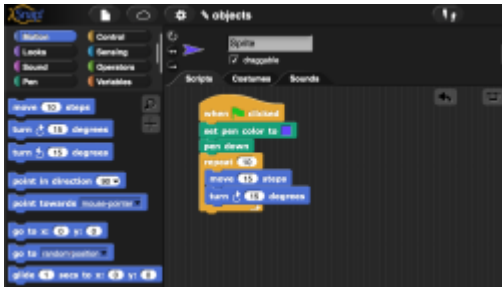 Snap!
objects
Motion Control
Looks Sensing
Sound Operators
Pen Variables
Sprite
draggable
Scripts Costumes Sounds
move 10 steps
turn 15 degrees
turn 15 degrees
point in direction 90
point towards mouse-pointer
go to x: 0 y: 0
go to random position
glide 1 secs to x: 0 y: 0
when clicked
set pen color to
pen down
repeat 10
move 15 steps
turn 15 degrees